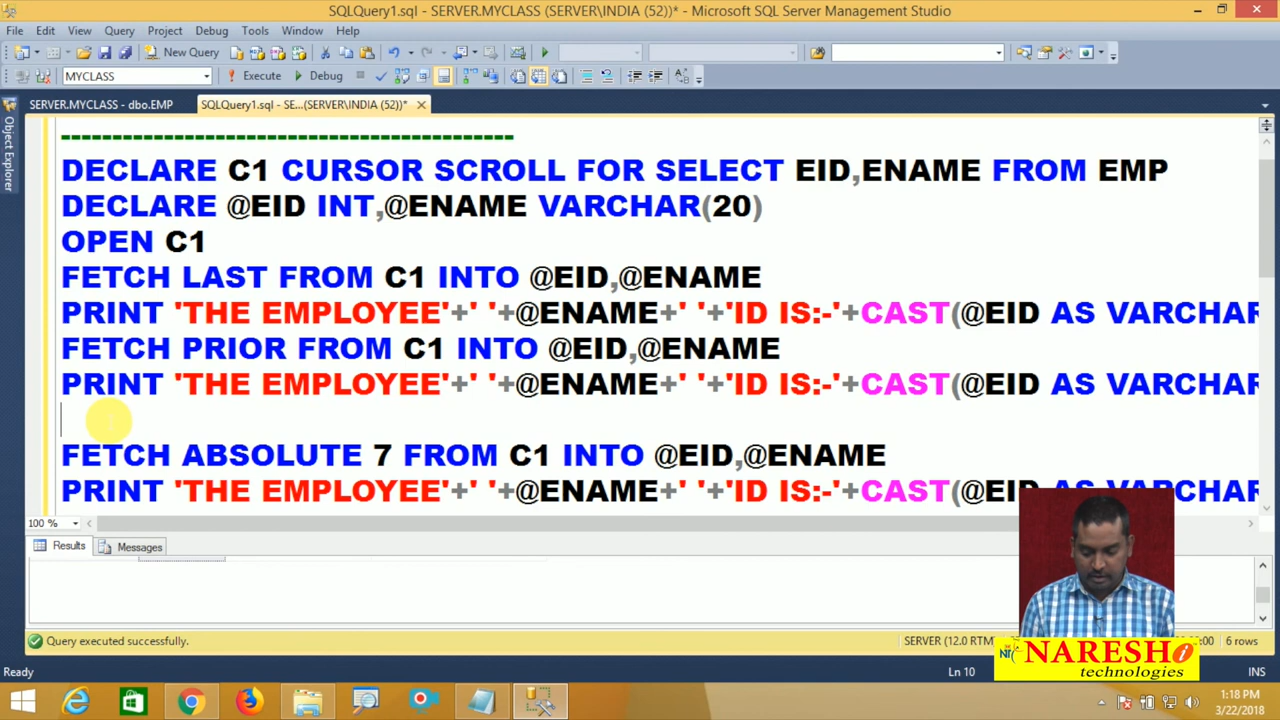 SQLQuery1.sql - SERVER.MYCLASS (SERVER\INDIA (52))* - Microsoft SQL Server Management Studio
File Edit View Query Project Debug Tools Window Help
New Query
MYCLASS Execute Debug
SERVER.MYCLASS - dbo.EMP SQLQuery1.sql - SE...(SERVER\INDIA (52))*
Object Explorer
--------------------------------------------
DECLARE C1 CURSOR SCROLL FOR SELECT EID,ENAME FROM EMP
DECLARE @EID INT,@ENAME VARCHAR(20)
OPEN C1
FETCH LAST FROM C1 INTO @EID,@ENAME
PRINT 'THE EMPLOYEE'+' '+@ENAME+' '+'ID IS:-'+CAST(@EID AS VARCHAR
FETCH PRIOR FROM C1 INTO @EID,@ENAME
PRINT 'THE EMPLOYEE'+' '+@ENAME+' '+'ID IS:-'+CAST(@EID AS VARCHAR
FETCH ABSOLUTE 7 FROM C1 INTO @EID,@ENAME
PRINT 'THE EMPLOYEE'+' '+@ENAME+' '+'ID IS:-'+CAST(@EID AS VARCHAR
100 %
Results Messages
Query executed successfully. SERVER (12.0 RTM) :00 6 rows
Ready Ln 10 INS
NARESH i
technologies
1:18 PM
3/22/2018